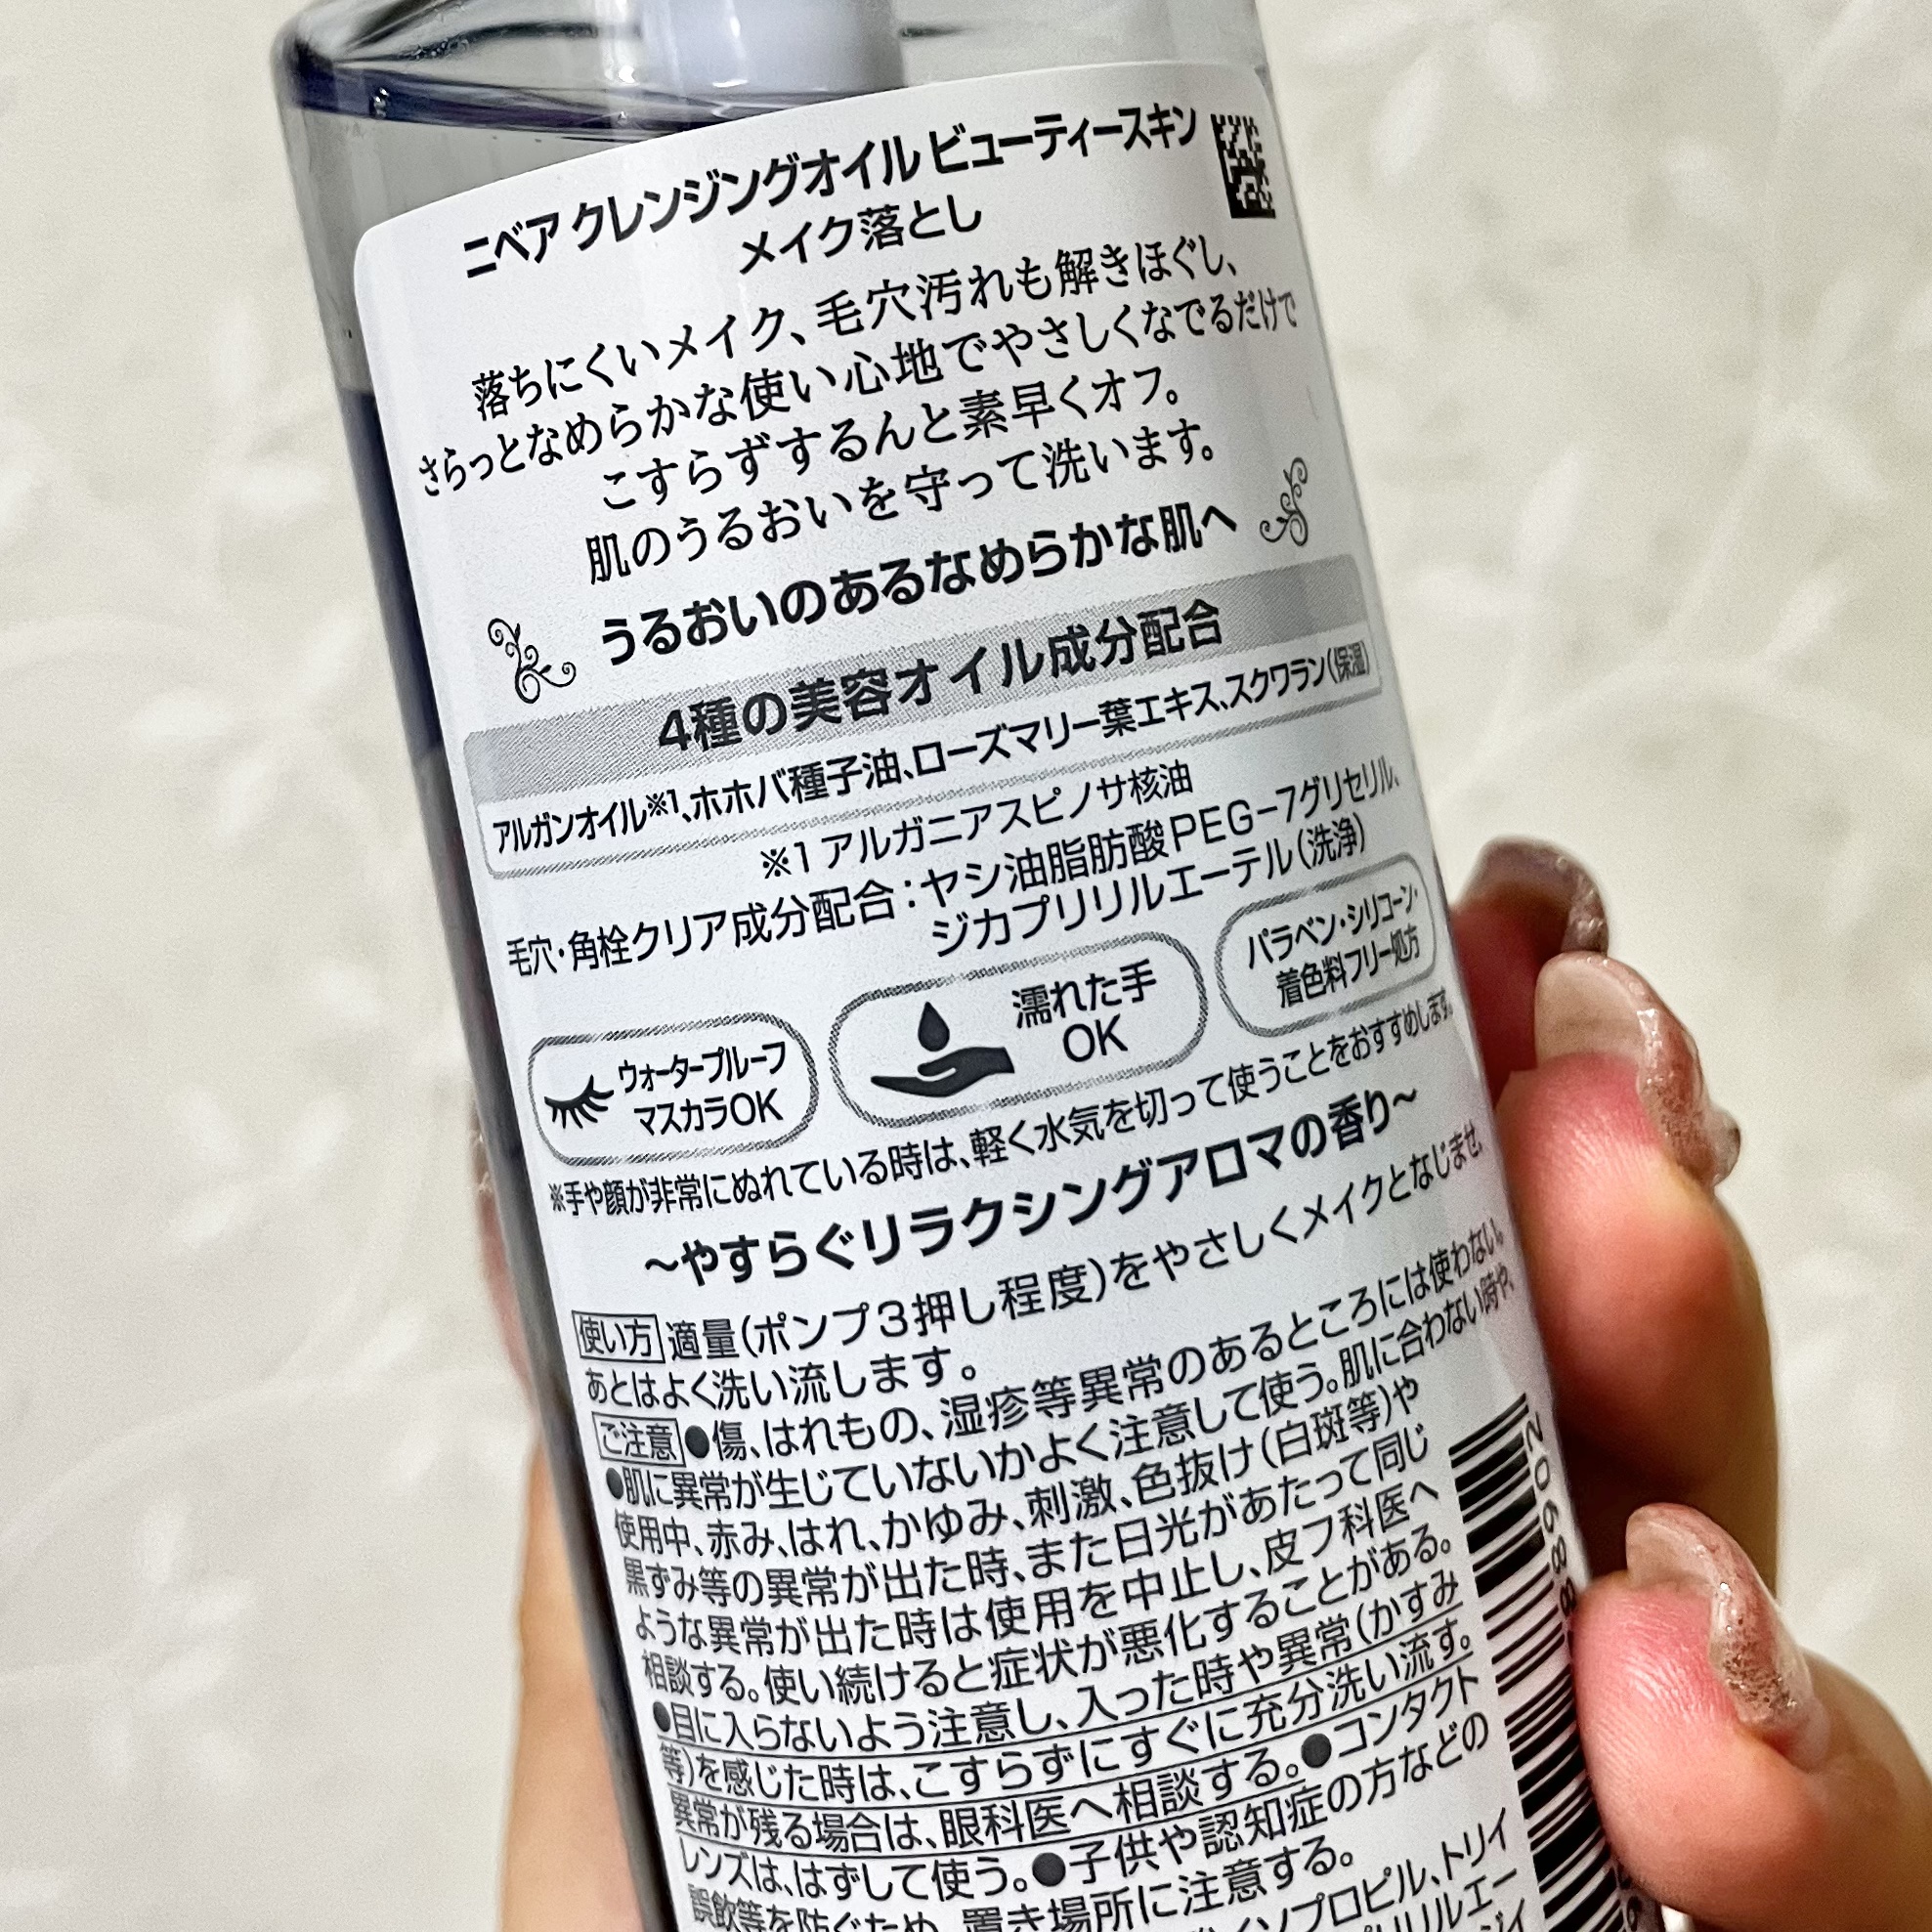 ニベア クレンジングオイル ビューティースキン
メイク落とし
落ちにくいメイク、毛穴汚れも解きほぐし、
さらっとなめらかな使い心地でやさしくなでるだけで
こすらずするんと素早くオフ。
肌のうるおいを守って洗います。
うるおいのあるなめらかな肌へ
4種の美容オイル成分配合
アルガンオイル※1、ホホバ種子油、ローズマリー葉エキス、スクワラン(保湿)
※1 アルガニアスピノサ核油
毛穴・角栓クリア成分配合:ヤシ油脂肪酸PEG-7グリセリル、
ジカプリリルエーテル(洗浄)
ウォータープルーフ
マスカラOK
濡れた手
OK
パラベン・シリコーン・
着色料フリー処方
※手や顔が非常にぬれている時は、軽く水気を切って使うことをおすすめします。
~やすらぐリラクシングアロマの香り~
使い方 適量(ポンプ3押し程度)をやさしくメイクとなじませ、
あとはよく洗い流します。
ご注意 ●傷、はれもの、湿疹等異常のあるところには使わない。
●肌に異常が生じていないかよく注意して使う。肌に合わない時や、
使用中、赤み、はれ、かゆみ、刺激、色抜け(白斑等)や
黒ずみ等の異常が出た時、また日光があたって同じ
ような異常が出た時は使用を中止し、皮フ科医へ
相談する。使い続けると症状が悪化することがある。
●目に入らないよう注意し、入った時や異常(かすみ
等)を感じた時は、こすらずにすぐに充分洗い流す。
異常が残る場合は、眼科医へ相談する。●コンタクト
レンズは、はずして使う。●子供や認知症の方などの
誤飲等を防ぐため、置き場所に注意する。
イソプロピル、トリイ
リルエー